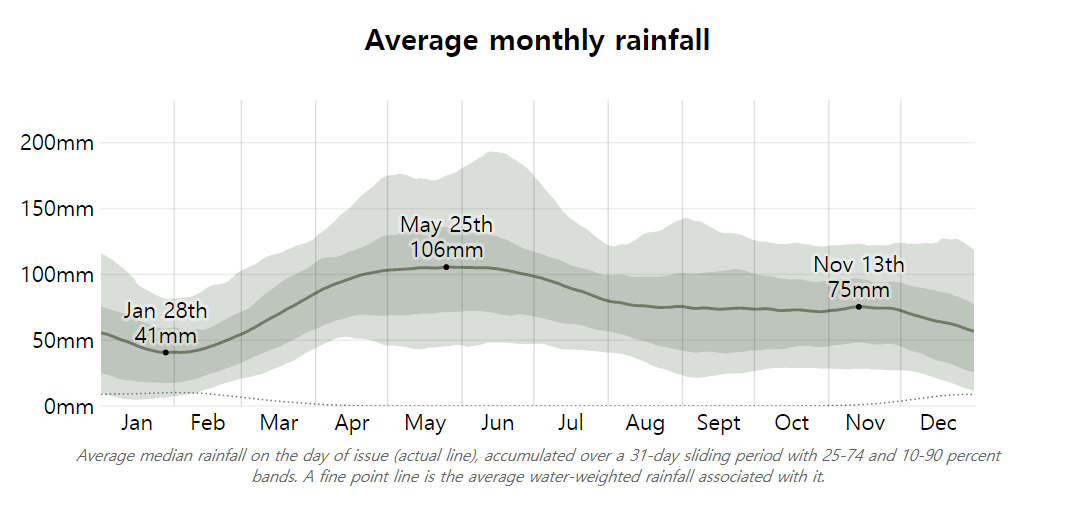 Average monthly rainfall
200mm
150mm
100mm
50mm
0mm
Jan 28th
41mm
May 25th
106mm
Nov 13th
75mm
Jan Feb Mar Apr May Jun Jul Aug Sept Oct Nov Dec
Average median rainfall on the day of issue (actual line), accumulated over a 31-day sliding period with 25-74 and 10-90 percent
bands. A fine point line is the average water-weighted rainfall associated with it.